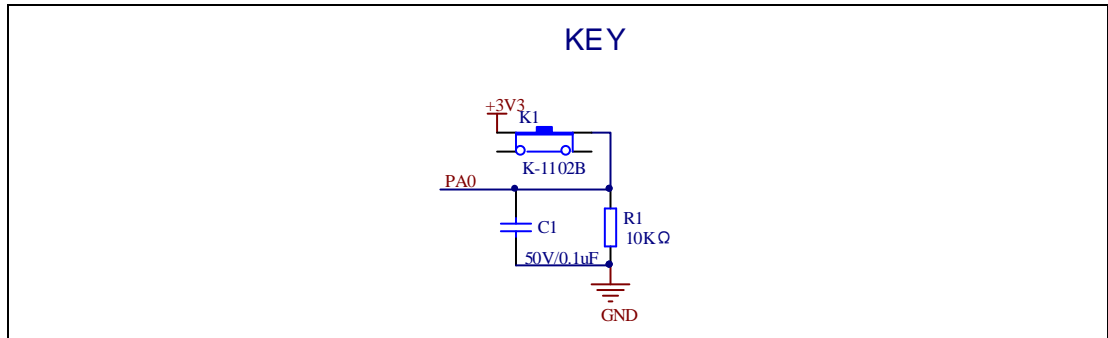 KEY
+3V3
K1
K-1102B
PA0
C1
R1
10KΩ
50V/0.1uF
GND